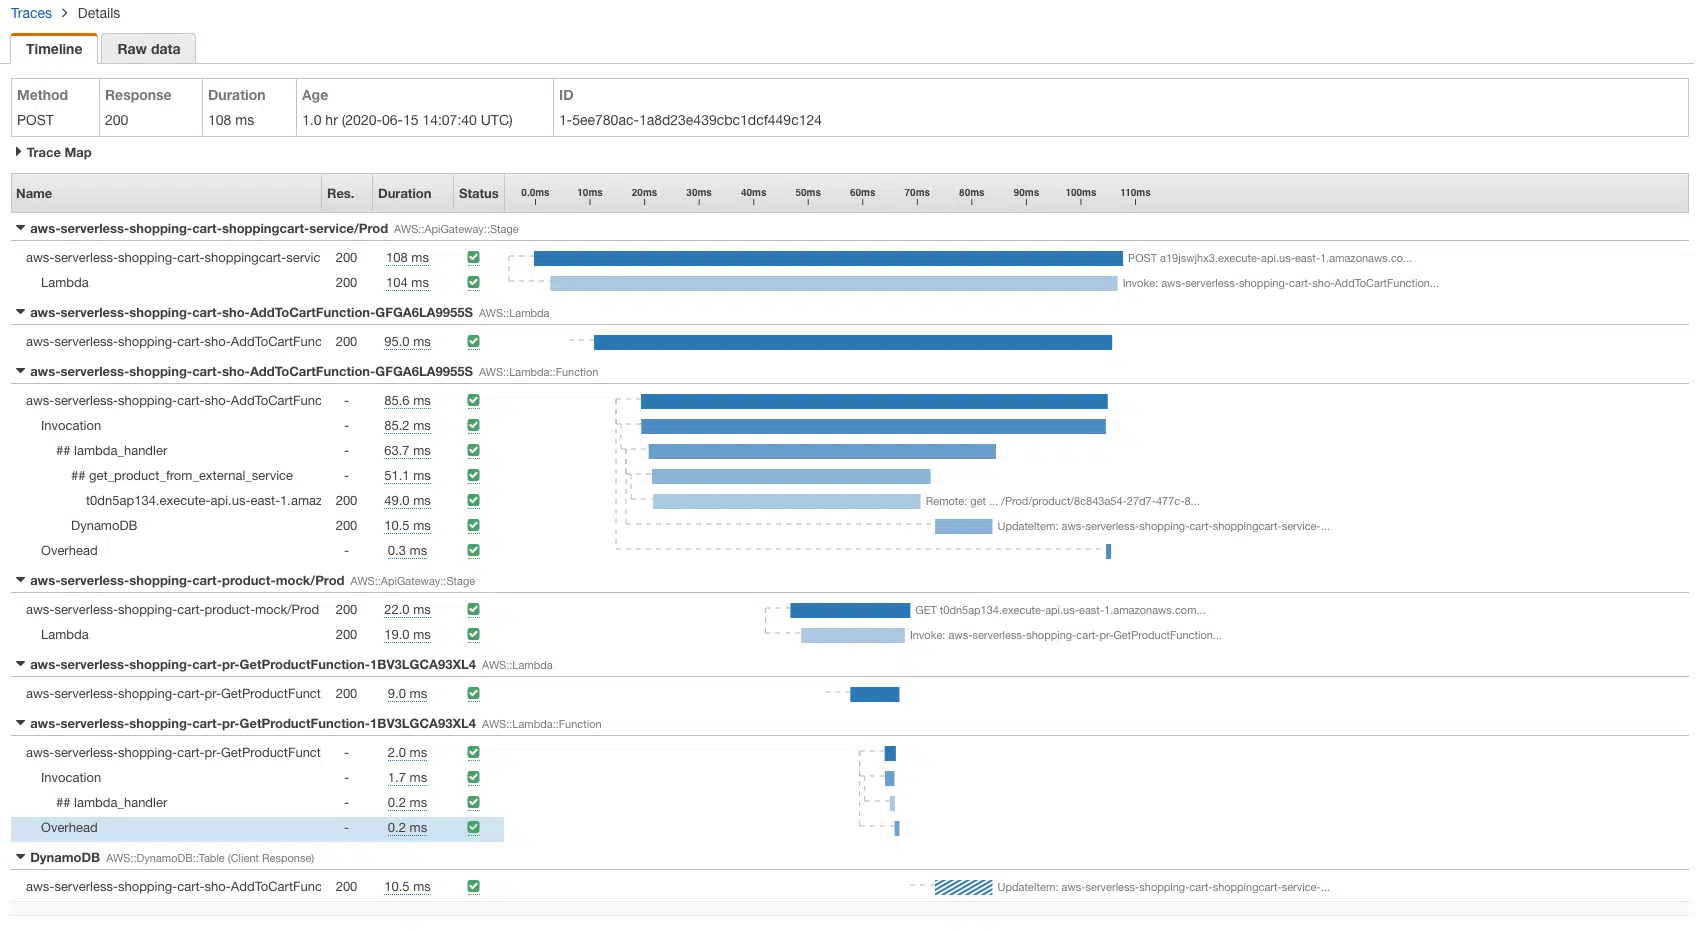 Traces > Details
Timeline Raw data
Method Response Duration Age ID
POST 200 108 ms 1.0 hr (2020-06-15 14:07:40 UTC) 1-5ee780ac-1a8d23e439cbc1dcf449c124
Trace Map
Name Res. Duration Status 0.0ms 10ms 20ms 30ms 40ms 50ms 60ms 70ms 80ms 90ms 100ms 110ms
aws-serverless-shopping-cart-shoppingcart-service/Prod AWS::ApiGateway::Stage
aws-serverless-shopping-cart-shoppingcart-servic 200 108 ms POST a19jswjhx3.execute-api.us-east-1.amazonaws.co...
Lambda 200 104 ms Invoke: aws-serverless-shopping-cart-sho-AddToCartFunction...
aws-serverless-shopping-cart-sho-AddToCartFunction-GFGA6LA9955S AWS::Lambda
aws-serverless-shopping-cart-sho-AddToCartFunc 200 95.0 ms
aws-serverless-shopping-cart-sho-AddToCartFunction-GFGA6LA9955S AWS::Lambda::Function
aws-serverless-shopping-cart-sho-AddToCartFunc - 85.6 ms
Invocation - 85.2 ms
## lambda_handler - 63.7 ms
## get_product_from_external_service - 51.1 ms
t0dn5ap134.execute-api.us-east-1.amaz 200 49.0 ms Remote: get ... /Prod/product/8c843a54-27d7-477c-8...
DynamoDB 200 10.5 ms UpdateItem: aws-serverless-shopping-cart-shoppingcart-service-...
Overhead - 0.3 ms
aws-serverless-shopping-cart-product-mock/Prod AWS::ApiGateway::Stage
aws-serverless-shopping-cart-product-mock/Prod 200 22.0 ms GET t0dn5ap134.execute-api.us-east-1.amazonaws.com...
Lambda 200 19.0 ms Invoke: aws-serverless-shopping-cart-pr-GetProductFunction...
aws-serverless-shopping-cart-pr-GetProductFunction-1BV3LGCA93XL4 AWS::Lambda
aws-serverless-shopping-cart-pr-GetProductFunct 200 9.0 ms
aws-serverless-shopping-cart-pr-GetProductFunction-1BV3LGCA93XL4 AWS::Lambda::Function
aws-serverless-shopping-cart-pr-GetProductFunct - 2.0 ms
Invocation - 1.7 ms
## lambda_handler - 0.2 ms
Overhead - 0.2 ms
DynamoDB AWS::DynamoDB::Table (Client Response)
aws-serverless-shopping-cart-sho-AddToCartFunc 200 10.5 ms UpdateItem: aws-serverless-shopping-cart-shoppingcart-service-...